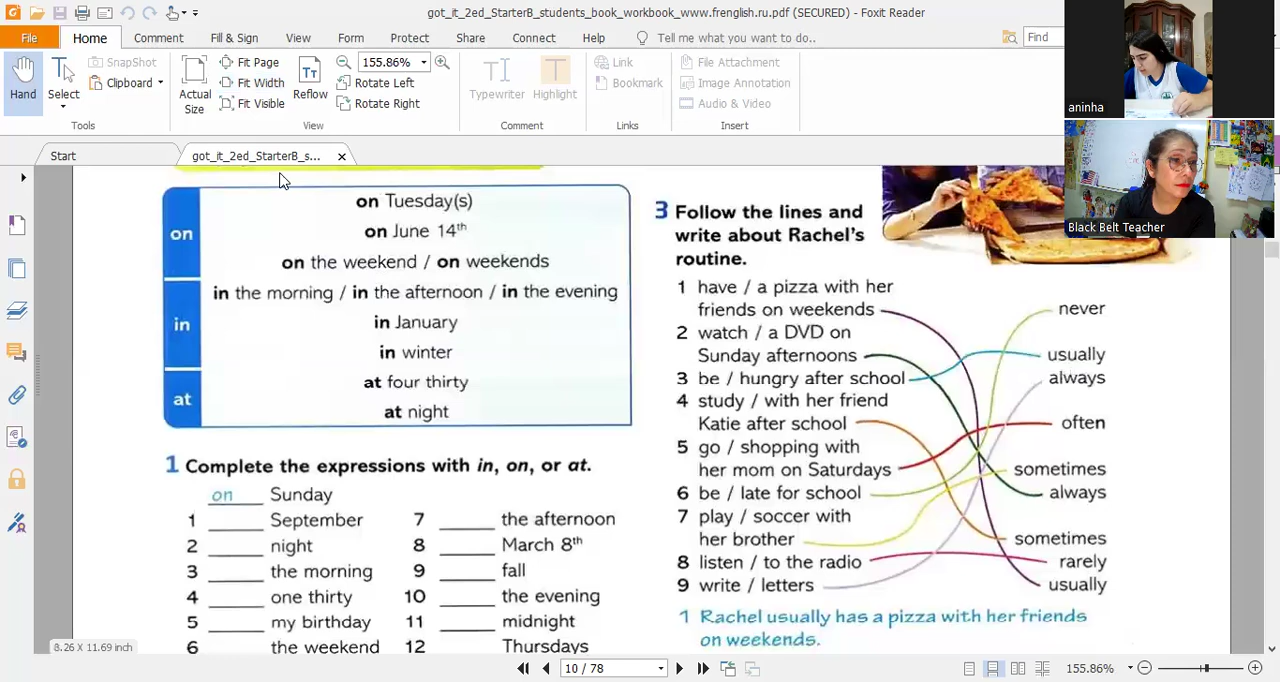 got_it_2ed_StarterB_students_book_workbook_www.frenglish.ru.pdf (SECURED) - Foxit Reader
File Home Comment Fill & Sign View Form Protect Share Connect Help Tell me what you want to do.. Find
Hand
Select
SnapShot
Clipboard
Actual Size
Fit Page
Fit Width
Fit Visible
Reflow
155.86%
Rotate Left
Rotate Right
Typewriter
Highlight
Link
Bookmark
File Attachment
Image Annotation
Audio & Video
Tools View Comment Links Insert
aninha
Black Belt Teacher
Start got_it_2ed_StarterB_s...
on
on Tuesday(s)
on June 14th
on the weekend / on weekends
in
in the morning / in the afternoon / in the evening
in January
in winter
at
at four thirty
at night
1 Complete the expressions with in, on, or at.
on Sunday
1 ____ September
2 ____ night
3 ____ the morning
4 ____ one thirty
5 ____ my birthday
6 ____ the weekend
7 ____ the afternoon
8 ____ March 8th
9 ____ fall
10 ____ the evening
11 ____ midnight
12 ____ Thursdays
3 Follow the lines and
write about Rachel's
routine.
1 have / a pizza with her
friends on weekends
2 watch / a DVD on
Sunday afternoons
3 be / hungry after school
4 study / with her friend
Katie after school
5 go / shopping with
her mom on Saturdays
6 be / late for school
7 play / soccer with
her brother
8 listen / to the radio
9 write / letters
never
usually
always
often
sometimes
always
sometimes
rarely
usually
1 Rachel usually has a pizza with her friends
on weekends.
8.26 X 11.69 inch
10 / 78
155.86%